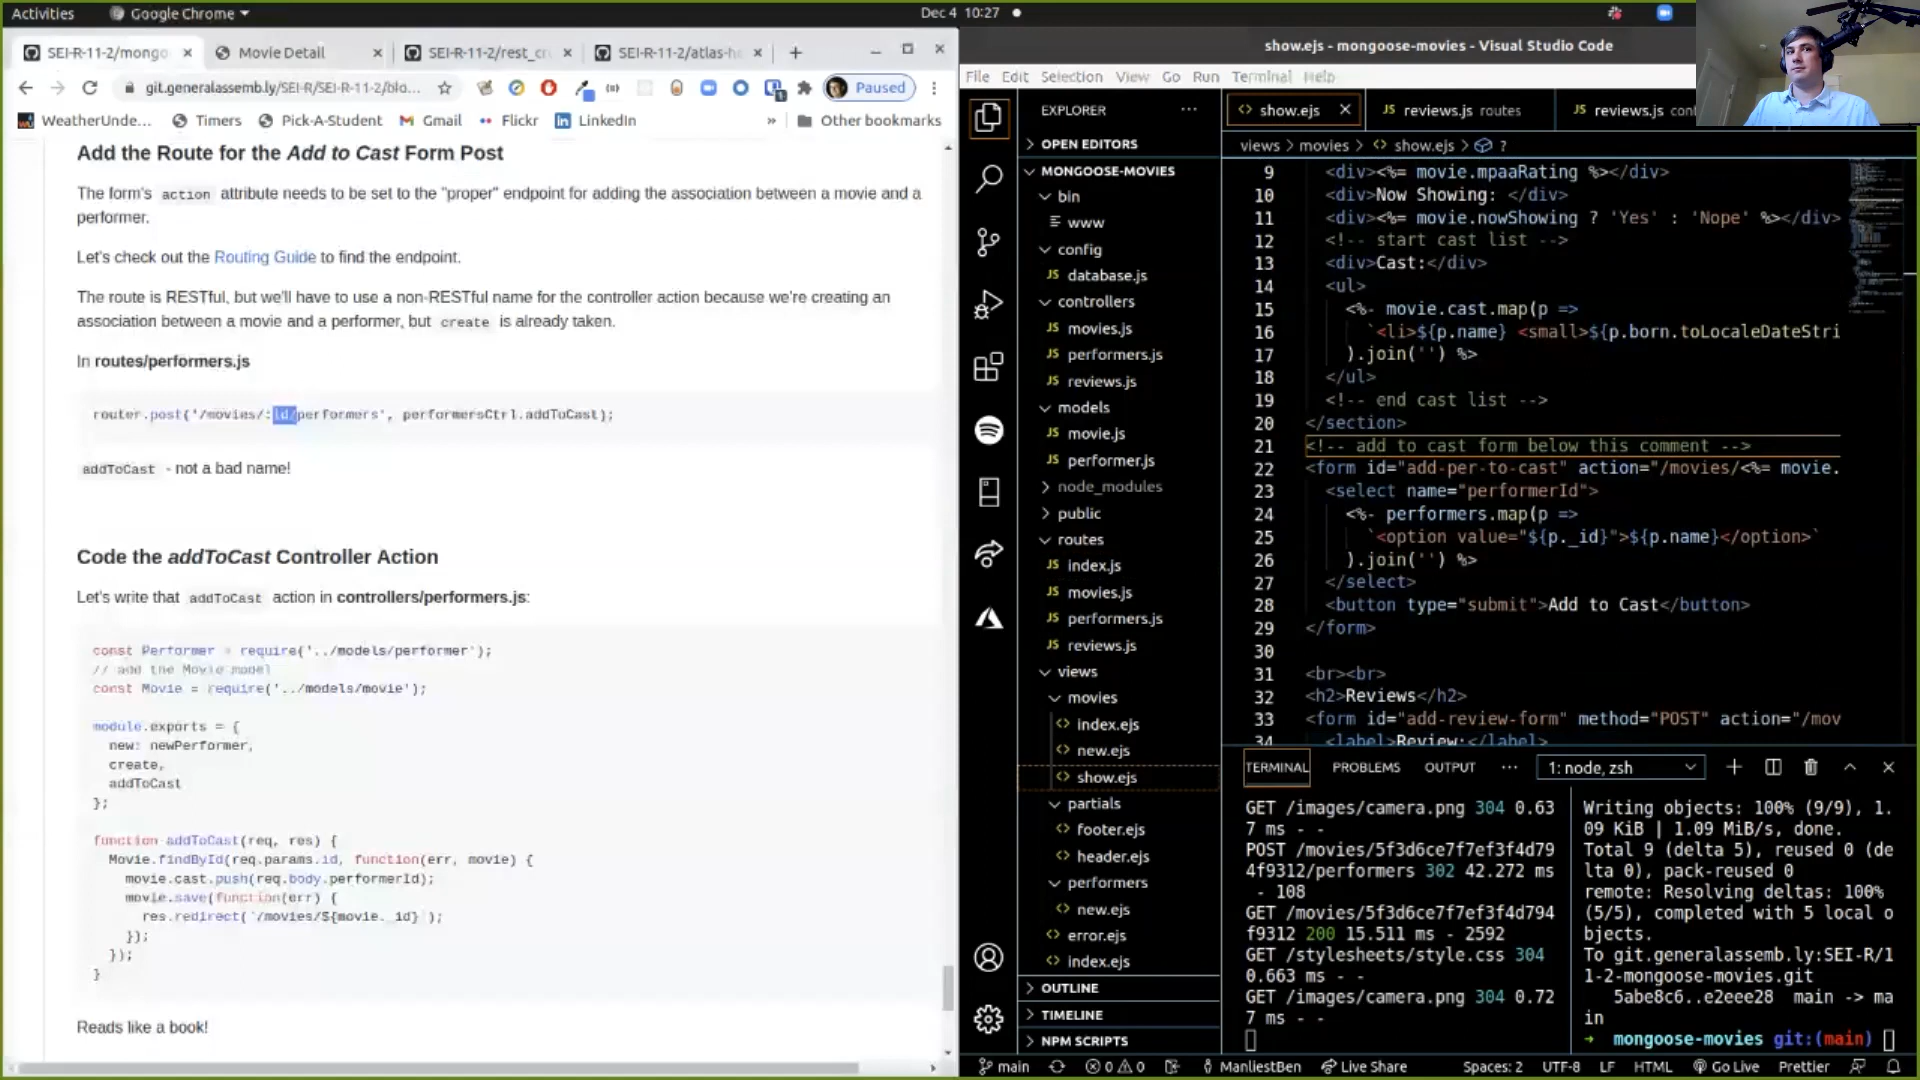 Activities
Google Chrome
Dec 4 10:27
SEI-R-11-2/mongo
Movie Detail
SEI-R-11-2/rest_cr
SEI-R-11-2/atlas-h
git.generalassemb.ly/SEI-R/SEI-R-11-2/blo...
Paused
WeatherUnde...
Timers
Pick-A-Student
Gmail
Flickr
LinkedIn
»
Other bookmarks
Add the Route for the Add to Cast Form Post
The form's action attribute needs to be set to the "proper" endpoint for adding the association between a movie and a
performer.
Let's check out the Routing Guide to find the endpoint.
The route is RESTful, but we'll have to use a non-RESTful name for the controller action because we're creating an
association between a movie and a performer, but create is already taken.
In routes/performers.js
router.post('/movies/:id/performers', performersCtrl.addToCast);
addToCast - not a bad name!
Code the addToCast Controller Action
Let's write that addToCast action in controllers/performers.js:
const Performer = require('../models/performer');
// add the Movie model
const Movie = require('../models/movie');
module.exports = {
new: newPerformer,
create,
addToCast
};
function addToCast(req, res) {
Movie.findById(req.params.id, function(err, movie) {
movie.cast.push(req.body.performerId);
movie.save(function(err) {
res.redirect(`/movies/${movie._id}`);
});
});
}
Reads like a book!
show.ejs - mongoose-movies - Visual Studio Code
File Edit Selection View Go Run Terminal Help
EXPLORER
OPEN EDITORS
MONGOOSE-MOVIES
bin
www
config
JS database.js
controllers
JS movies.js
JS performers.js
JS reviews.js
models
JS movie.js
JS performer.js
node_modules
public
routes
JS index.js
JS movies.js
JS performers.js
JS reviews.js
views
movies
<> index.ejs
<> new.ejs
<> show.ejs
partials
<> footer.ejs
<> header.ejs
performers
<> new.ejs
<> error.ejs
<> index.ejs
OUTLINE
TIMELINE
NPM SCRIPTS
<> show.ejs
JS reviews.js routes
JS reviews.js cont
views > movies > <> show.ejs > ?
9 <div><%= movie.mpaaRating %></div>
10 <div>Now Showing: </div>
11 <div><%= movie.nowShowing ? 'Yes' : 'Nope' %></div>
12 <!-- start cast list -->
13 <div>Cast:</div>
14 <ul>
15 <%- movie.cast.map(p =>
16 `<li>${p.name} <small>${p.born.toLocaleDateStri
17 ).join('') %>
18 </ul>
19 <!-- end cast list -->
20 </section>
21 <!-- add to cast form below this comment -->
22 <form id="add-per-to-cast" action="/movies/<%= movie.
23 <select name="performerId">
24 <%- performers.map(p =>
25 `<option value="${p._id}">${p.name}</option>`
26 ).join('') %>
27 </select>
28 <button type="submit">Add to Cast</button>
29 </form>
30
31 <br><br>
32 <h2>Reviews</h2>
33 <form id="add-review-form" method="POST" action="/mov
34 <label>Review:</label>
TERMINAL PROBLEMS OUTPUT ··· 1: node, zsh
GET /images/camera.png 304 0.63
7 ms - -
POST /movies/5f3d6ce7f7ef3f4d79
4f9312/performers 302 42.272 ms
- 108
GET /movies/5f3d6ce7f7ef3f4d794
f9312 200 15.511 ms - 2592
GET /stylesheets/style.css 304
0.663 ms - -
GET /images/camera.png 304 0.72
7 ms - -
Writing objects: 100% (9/9), 1.
09 KiB | 1.09 MiB/s, done.
Total 9 (delta 5), reused 0 (de
lta 0), pack-reused 0
remote: Resolving deltas: 100%
(5/5), completed with 5 local o
bjects.
To git.generalassemb.ly:SEI-R/1
1-2-mongoose-movies.git
5abe8c6..e2eee28 main -> ma
in
→ mongoose-movies git:(main)
main
0 0
ManliestBen
Live Share
Spaces: 2
UTF-8
LF
HTML
Go Live
Prettier